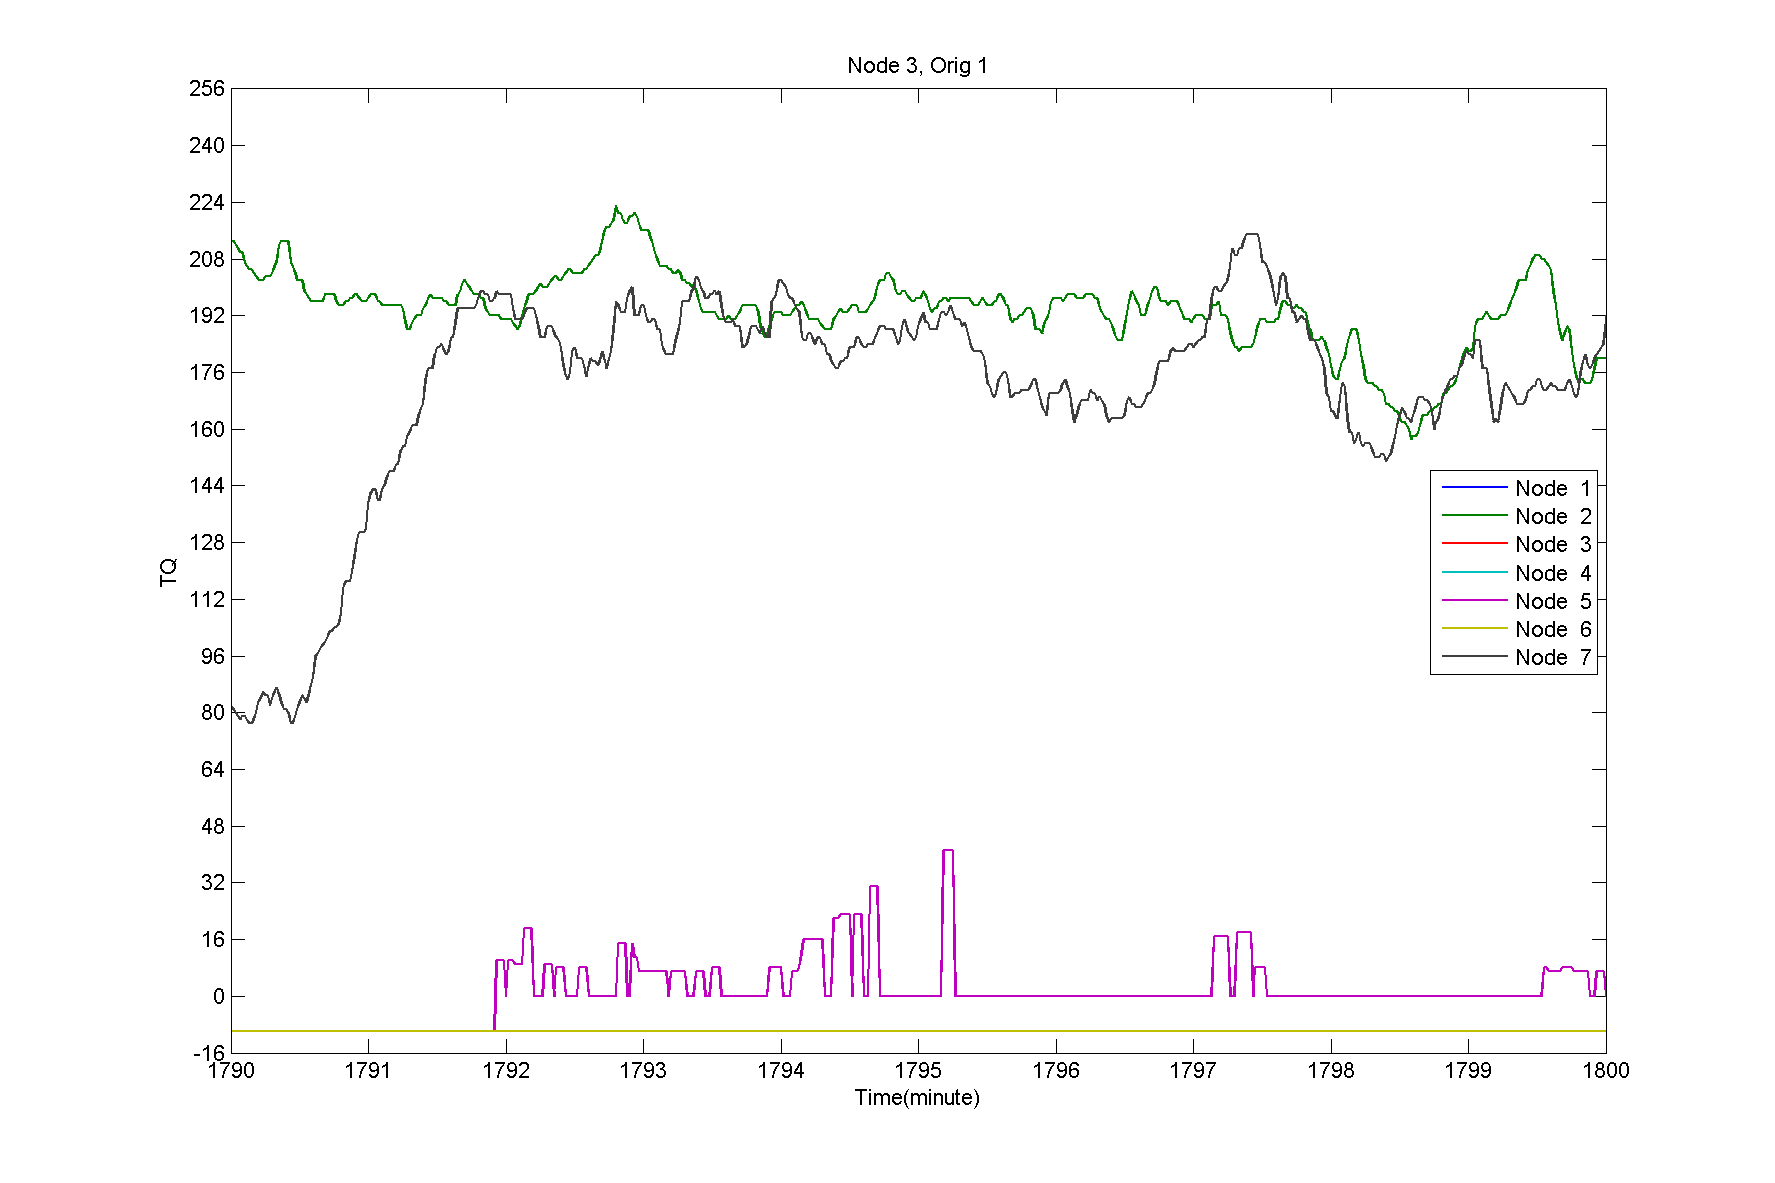 Node 3, Orig 1
256
240
224
208
192
176
160
144
128
112
96
80
64
48
32
16
0
-16
TQ
Node 1
Node 2
Node 3
Node 4
Node 5
Node 6
Node 7
1790 1791 1792 1793 1794 1795 1796 1797 1798 1799 1800
Time(minute)